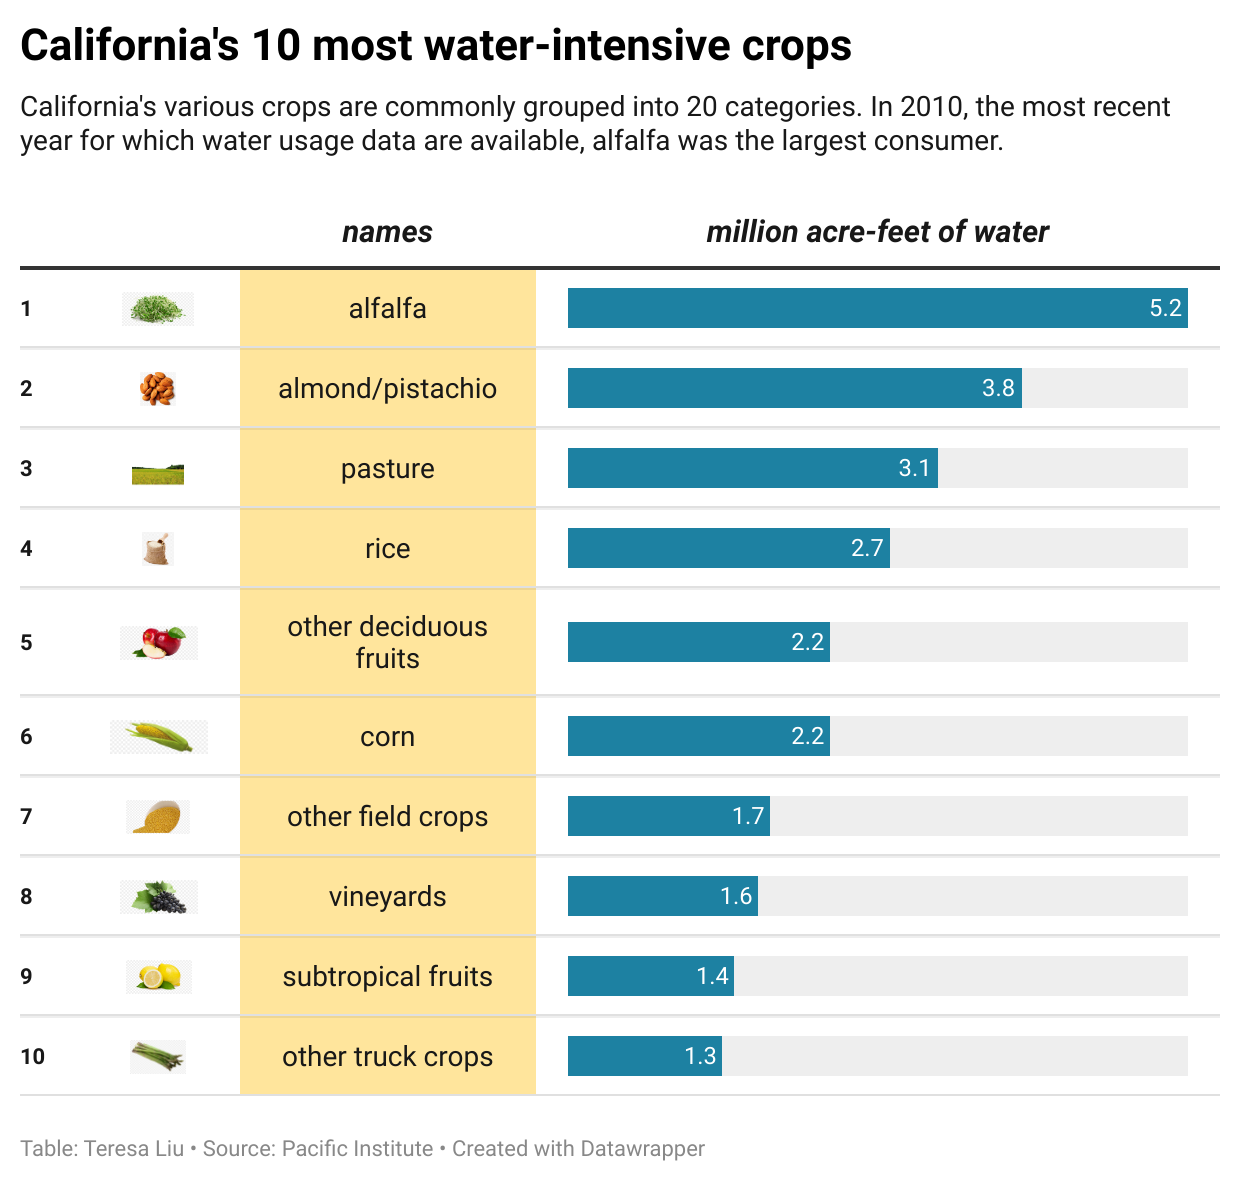 California's 10 most water-intensive crops
California's various crops are commonly grouped into 20 categories. In 2010, the most recent
year for which water usage data are available, alfalfa was the largest consumer.
names million acre-feet of water
1 alfalfa 5.2
2 almond/pistachio 3.8
3 pasture 3.1
4 rice 2.7
5 other deciduous
fruits 2.2
6 corn 2.2
7 other field crops 1.7
8 vineyards 1.6
9 subtropical fruits 1.4
10 other truck crops 1.3
Table: Teresa Liu • Source: Pacific Institute • Created with Datawrapper